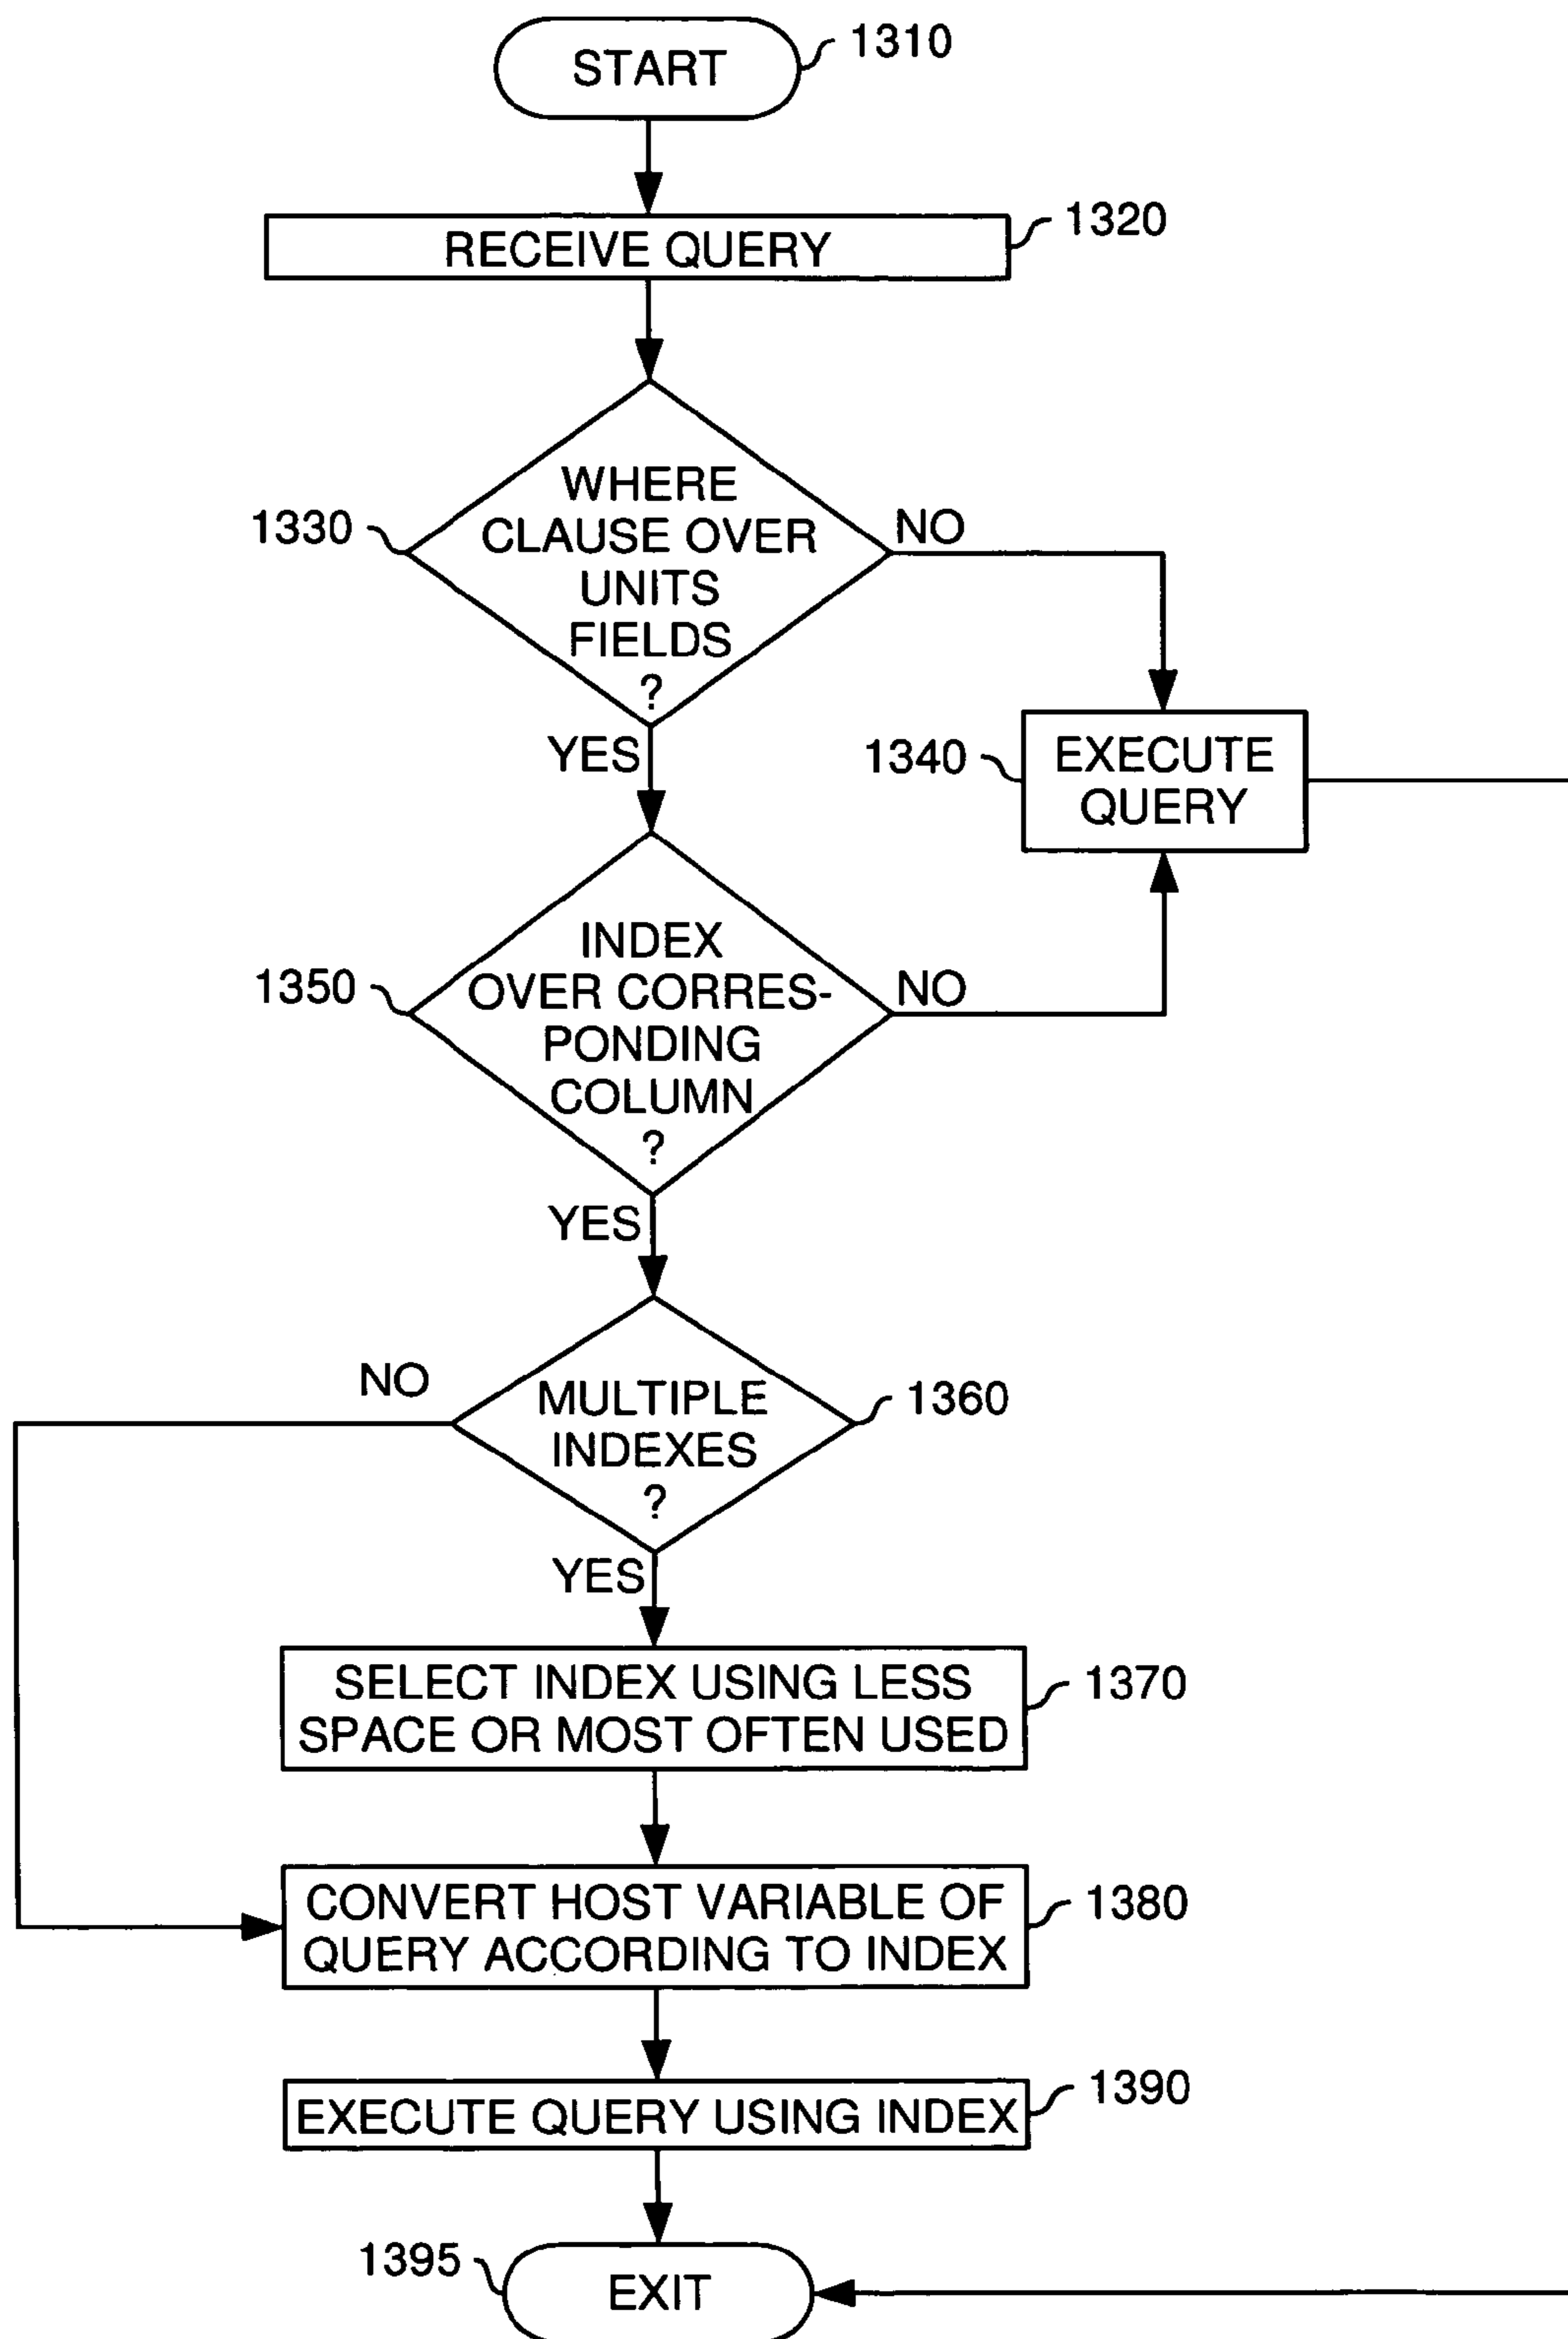 START
1310
RECEIVE QUERY
1320
WHERE
CLAUSE OVER
UNITS
FIELDS
?
1330
NO
YES
1340
EXECUTE
QUERY
INDEX
OVER CORRES-
PONDING
COLUMN
?
1350
NO
YES
NO
MULTIPLE
INDEXES
?
1360
YES
SELECT INDEX USING LESS
SPACE OR MOST OFTEN USED
1370
CONVERT HOST VARIABLE OF
QUERY ACCORDING TO INDEX
1380
EXECUTE QUERY USING INDEX
1390
1395
EXIT